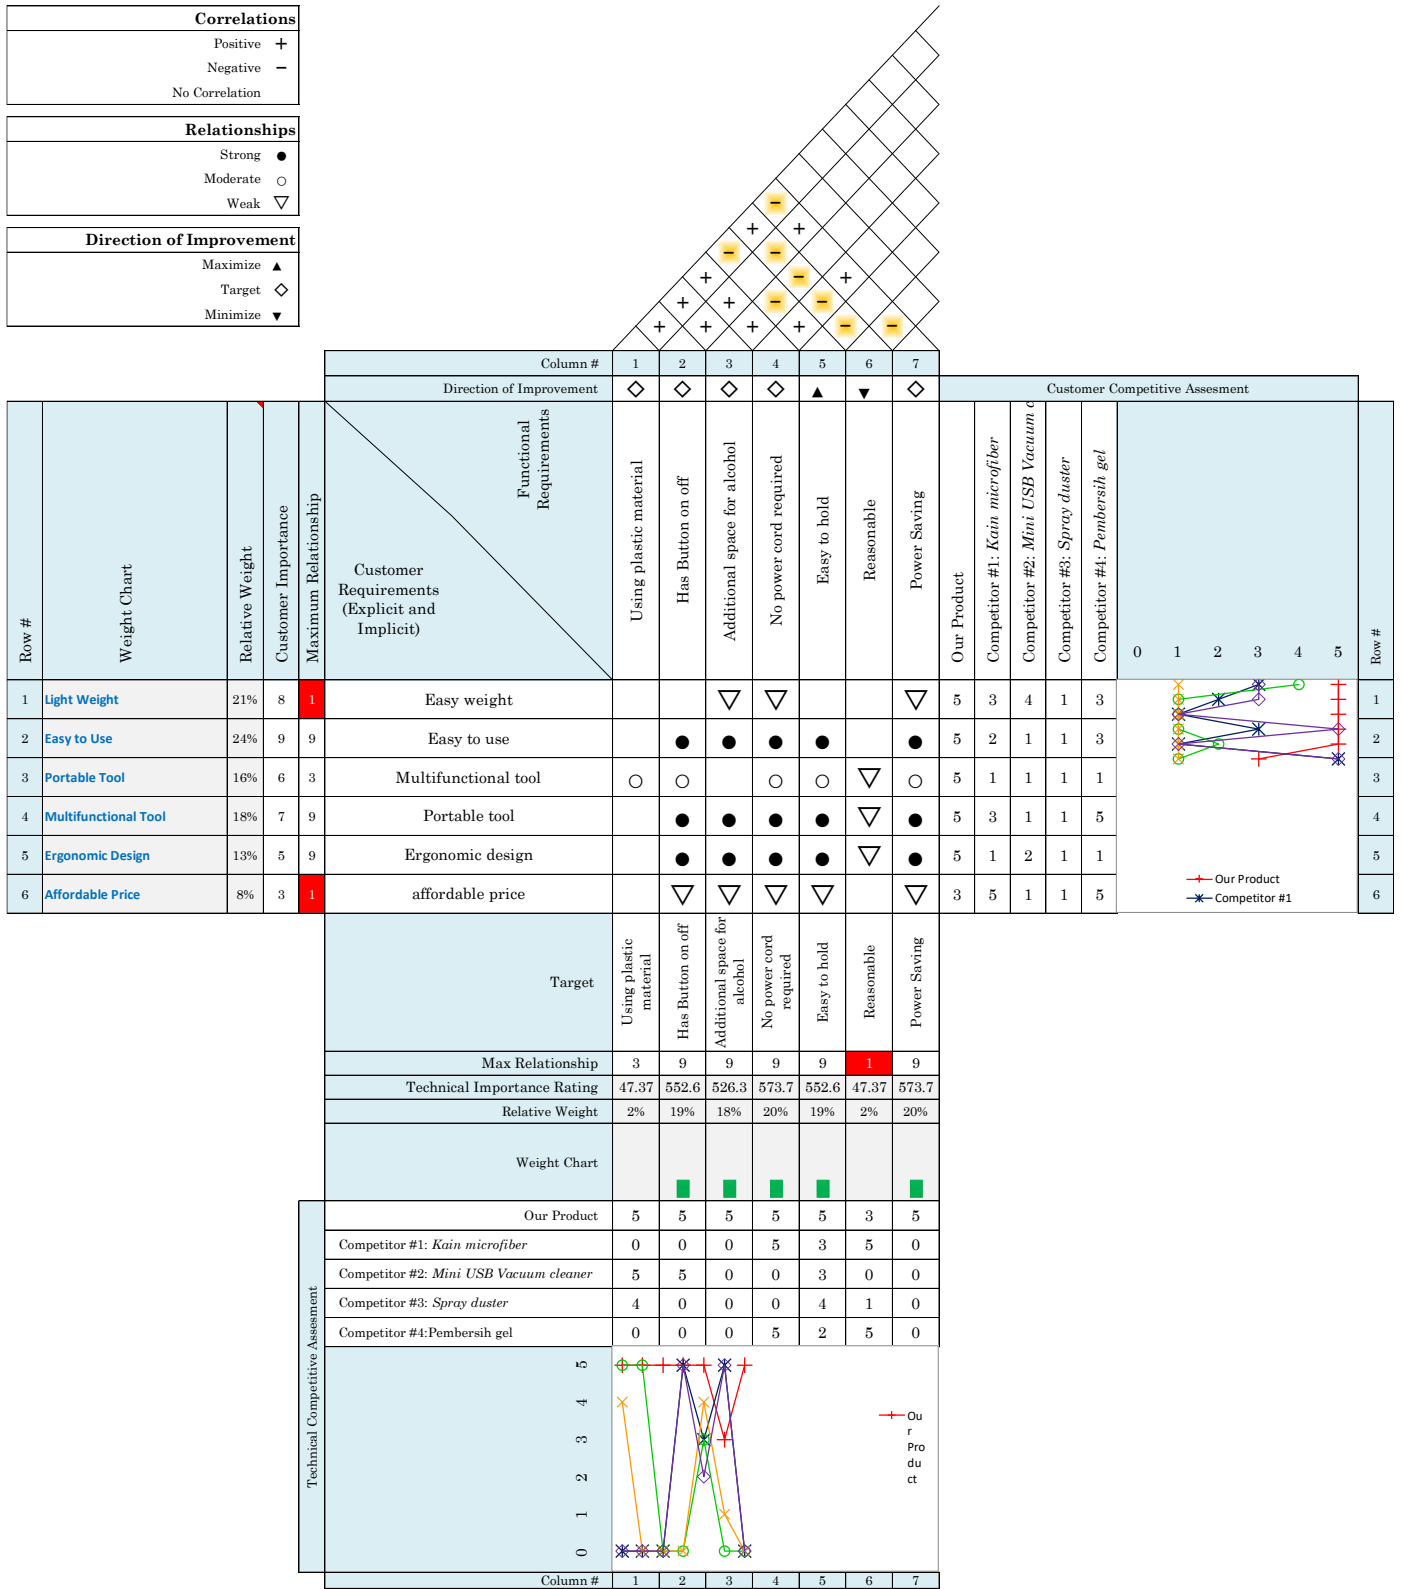 Correlations
Positive +
Negative −
No Correlation
Relationships
Strong ●
Moderate ○
Weak ▽
Direction of Improvement
Maximize ▲
Target ◇
Minimize ▼
−
+ +
− −
+ − +
+ + − −
+ + + + − −
Column # 1 2 3 4 5 6 7
Direction of Improvement ◇ ◇ ◇ ◇ ▲ ▼ ◇ Customer Competitive Assesment
Row #
Weight Chart
Relative Weight
Customer Importance
Maximum Relationship
Functional
Requirements
Customer
Requirements
(Explicit and
Implicit)
Using plastic material
Has Button on off
Additional space for alcohol
No power cord required
Easy to hold
Reasonable
Power Saving
Our Product
Competitor #1: Kain microfiber
Competitor #2: Mini USB Vacuum c
Competitor #3: Spray duster
Competitor #4: Pembersih gel
0 1 2 3 4 5
Row #
1 Light Weight 21% 8 1 Easy weight ▽ ▽ ▽ 5 3 4 1 3 1
2 Easy to Use 24% 9 9 Easy to use ● ● ● ● ● 5 2 1 1 3 2
3 Portable Tool 16% 6 3 Multifunctional tool ○ ○ ○ ○ ▽ ○ 5 1 1 1 1 3
4 Multifunctional Tool 18% 7 9 Portable tool ● ● ● ● ▽ ● 5 3 1 1 5 4
5 Ergonomic Design 13% 5 9 Ergonomic design ● ● ● ● ▽ ● 5 1 2 1 1 5
6 Affordable Price 8% 3 1 affordable price ▽ ▽ ▽ ▽ ▽ 3 5 1 1 5 6
Our Product
Competitor #1
Target
Using plastic
material
Has Button on off
Additional space for
alcohol
No power cord
required
Easy to hold
Reasonable
Power Saving
Max Relationship 3 9 9 9 9 1 9
Technical Importance Rating 47.37 552.6 526.3 573.7 552.6 47.37 573.7
Relative Weight 2% 19% 18% 20% 19% 2% 20%
Weight Chart
Technical Competitive Assesment
Our Product 5 5 5 5 5 3 5
Competitor #1: Kain microfiber 0 0 0 5 3 5 0
Competitor #2: Mini USB Vacuum cleaner 5 5 0 0 3 0 0
Competitor #3: Spray duster 4 0 0 0 4 1 0
Competitor #4:Pembersih gel 0 0 0 5 2 5 0
5
4
3
2
1
0
Ou
r
Pro
du
ct
Column # 1 2 3 4 5 6 7